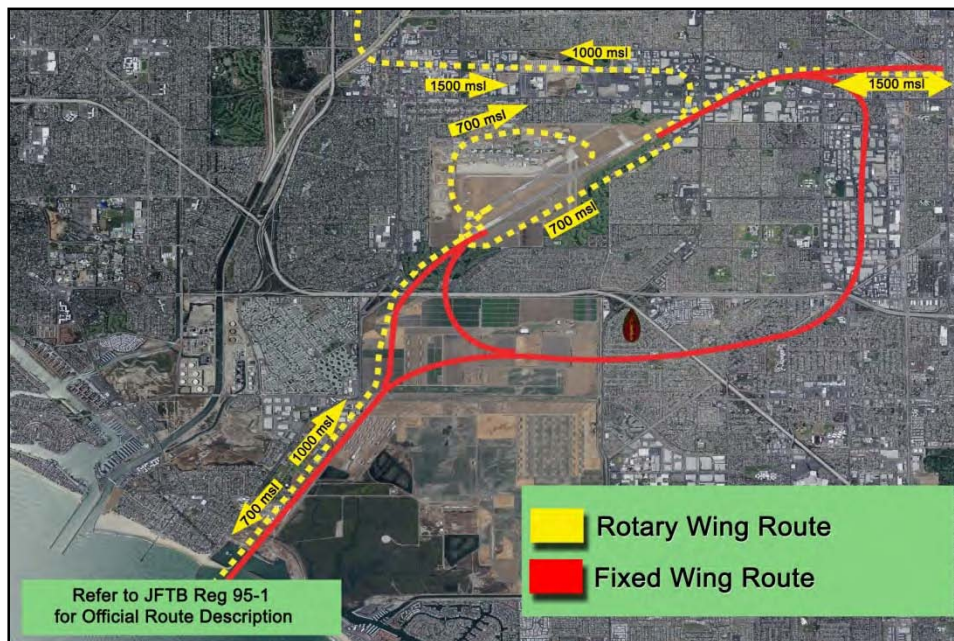 1000 msl
1500 msl
1500 msl
700 msl
700 msl
1000 msl
700 msl
Rotary Wing Route
Fixed Wing Route
Refer to JFTB Reg 95-1
for Official Route Description